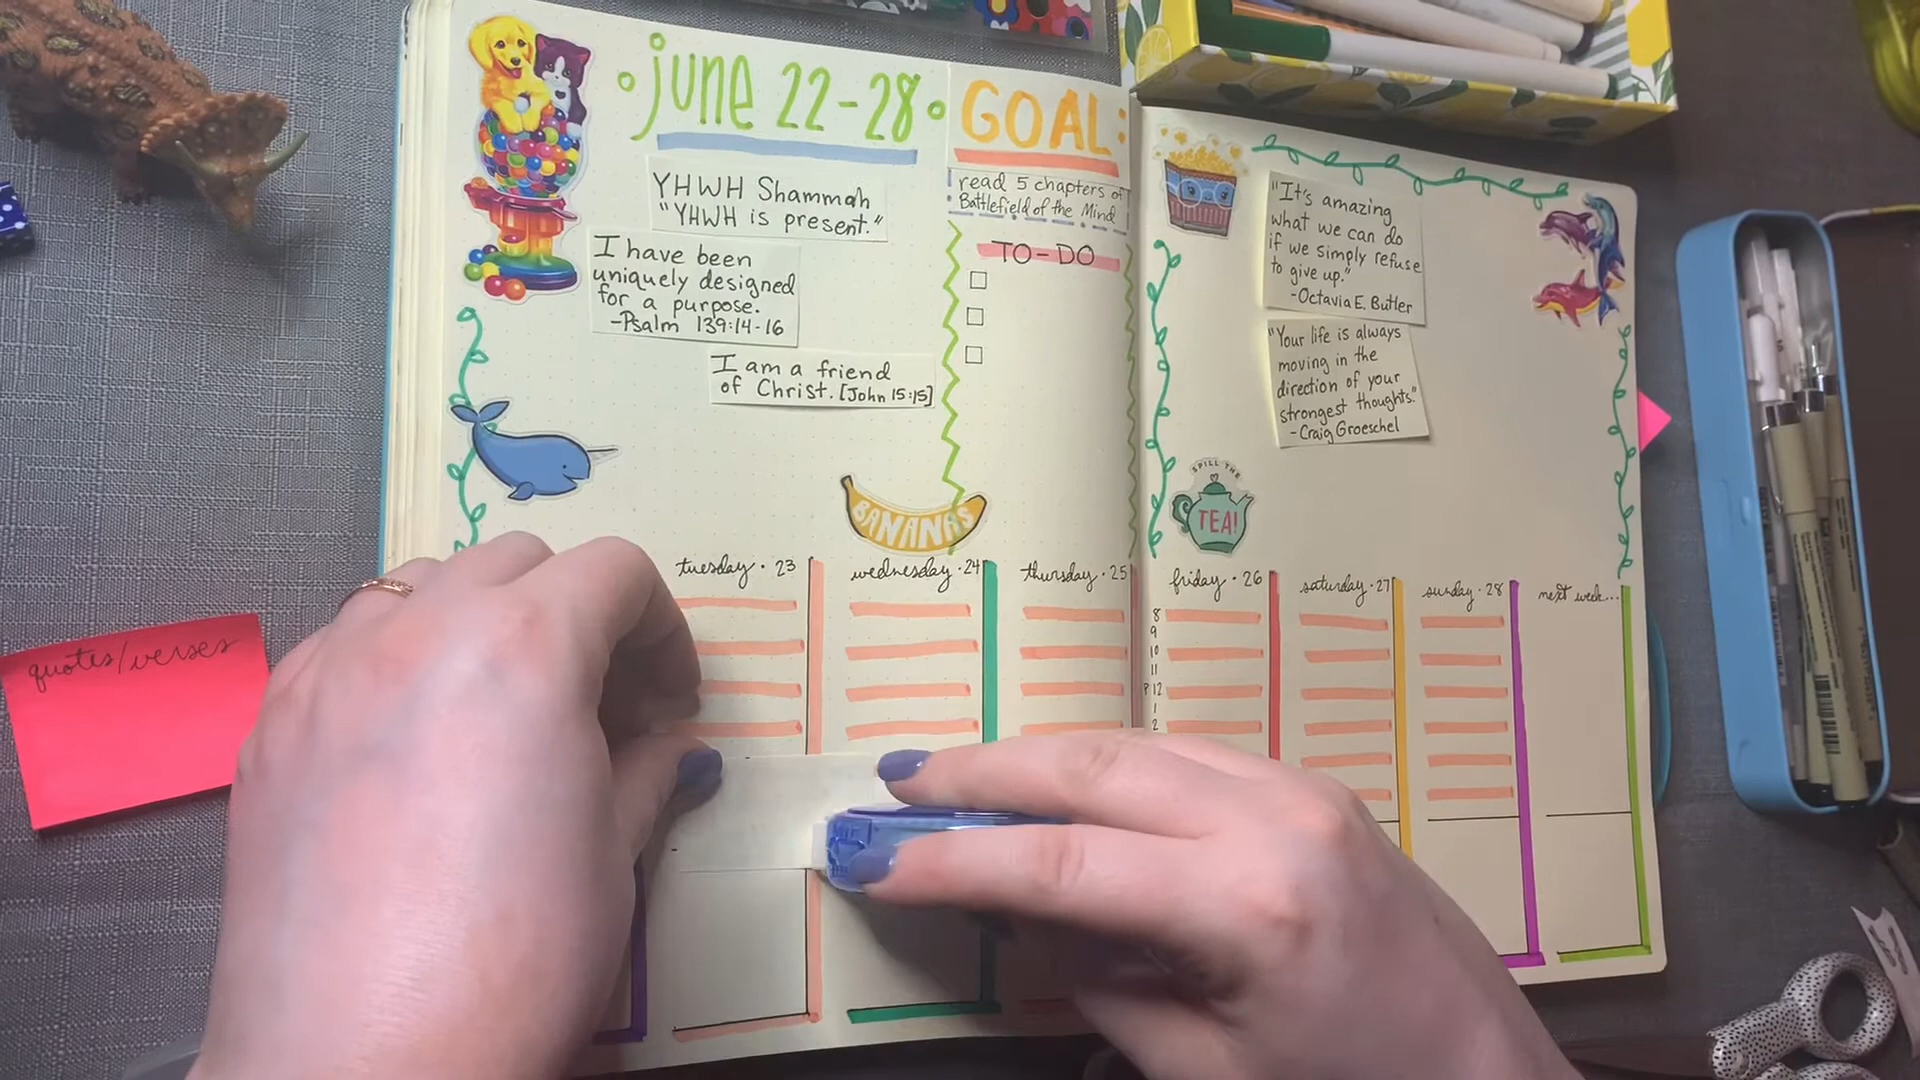 • june 22-28 •
YHWH Shammah
"YHWH is present."
I have been
uniquely designed
for a purpose.
-Psalm 139:14-16
I am a friend
of Christ. [John 15:15]
BANANAS
GOAL:
read 5 chapters of
Battlefield of the Mind
TO-DO
"It's amazing
what we can do
if we simply refuse
to give up."
-Octavia E. Butler
"Your life is always
moving in the
direction of your
strongest thoughts."
-Craig Groeschel
SPILL THE
TEA!
quotes/verses
tuesday • 23
wednesday • 24
thursday • 25
friday • 26
saturday • 27
sunday • 28
next week...
8
9
10
11
P 12
1
2